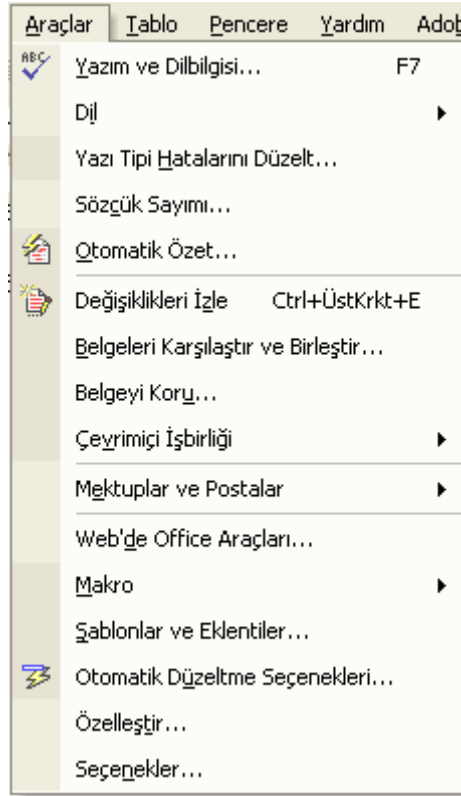 Araçlar Tablo Pencere Yardım
ABC
Yazım ve Dilbilgisi... F7
Dil
Yazı Tipi Hatalarını Düzelt...
Sözcük Sayımı...
Otomatik Özet...
Değişiklikleri İzle Ctrl+ÜstKrkt+E
Belgeleri Karşılaştır ve Birleştir...
Belgeyi Koru...
Çevrimiçi İşbirliği
Mektuplar ve Postalar
Web'de Office Araçları...
Makro
Şablonlar ve Eklentiler...
Otomatik Düzeltme Seçenekleri...
Özelleştir...
Seçenekler...